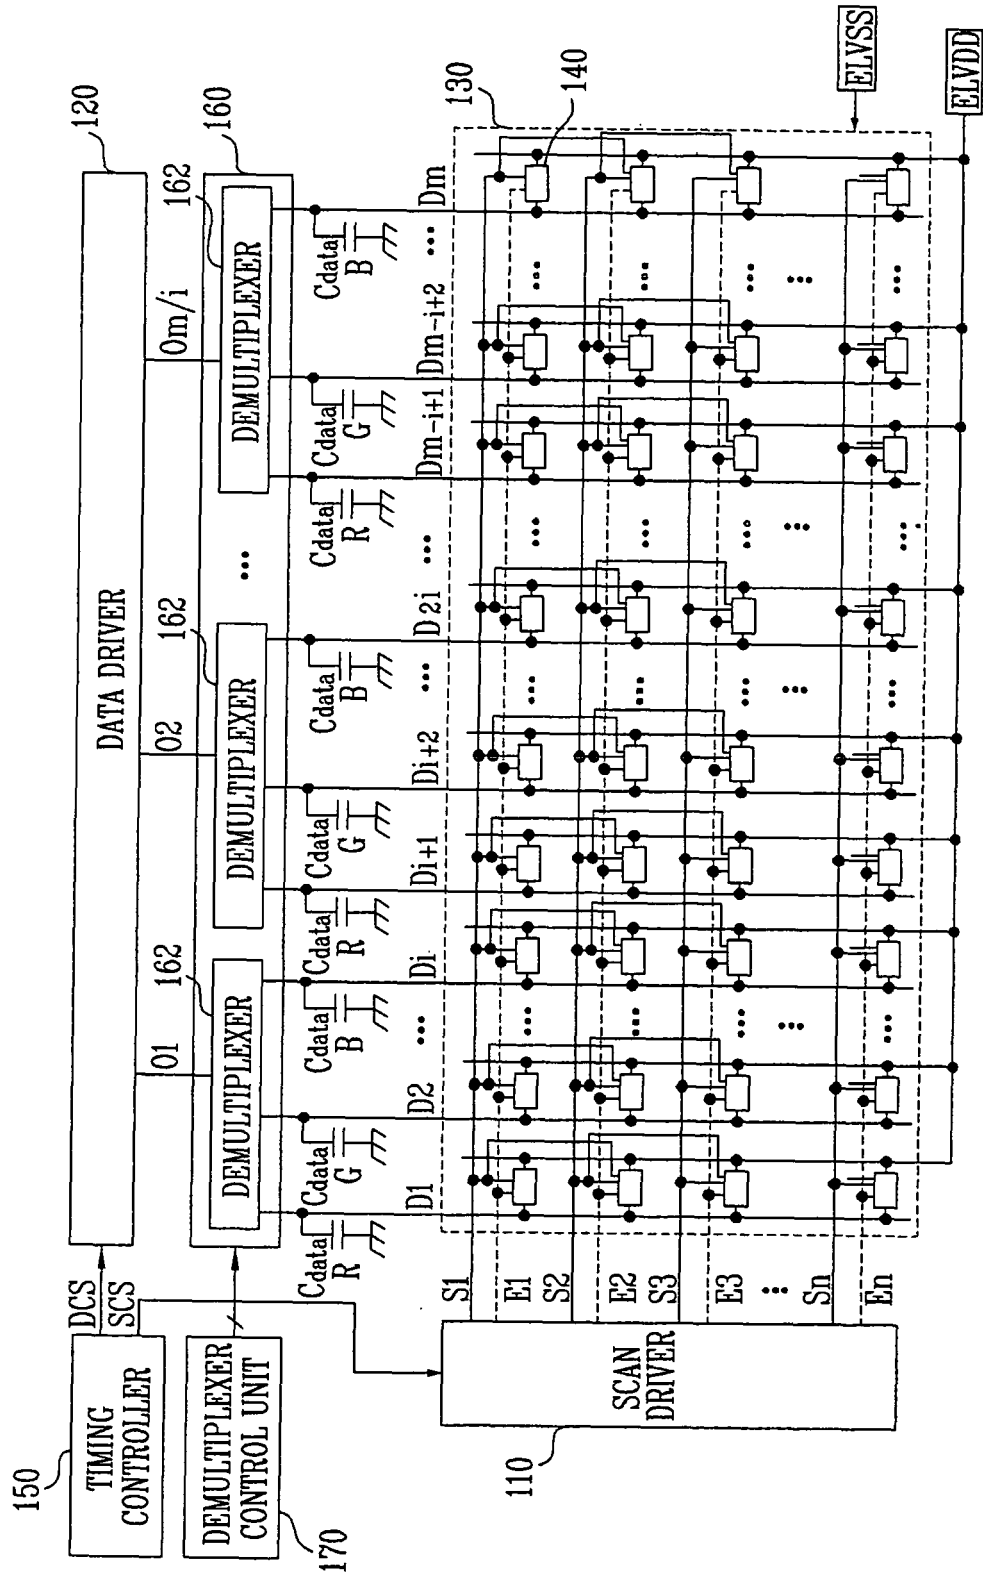 150
TIMING
CONTROLLER
DCS
SCS
DATA DRIVER
120
DEMULTIPLEXER
CONTROL UNIT
170
O1
O2
Om/i
162
162
162
160
DEMULTIPLEXER
DEMULTIPLEXER
...
DEMULTIPLEXER
Cdata
R
Cdata
G
Cdata
B
Cdata
R
Cdata
G
Cdata
B
Cdata
R
Cdata
G
Cdata
B
D1
D2
...
Di
Di+1
Di+2
...
D2i
...
Dm-i+1
Dm-i+2
...
Dm
130
140
110
SCAN
DRIVER
S1
E1
S2
E2
S3
E3
...
Sn
En
ELVSS
ELVDD